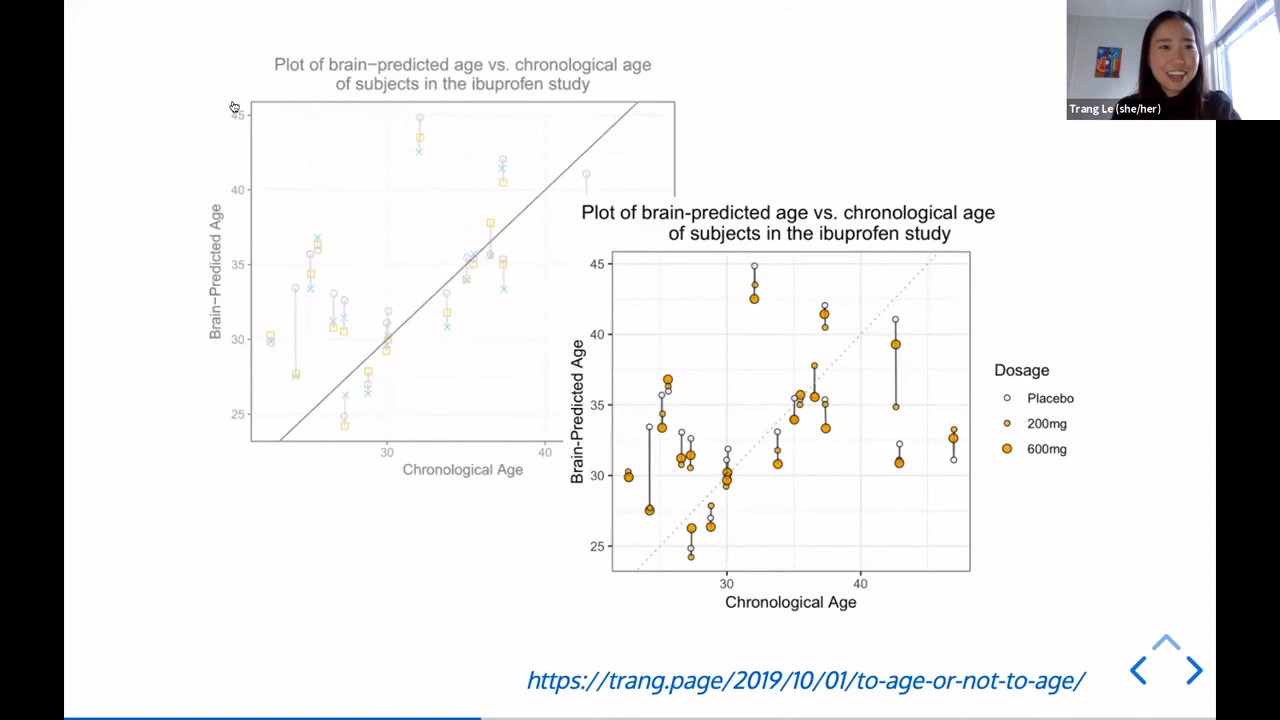 Plot of brain−predicted age vs. chronological age
of subjects in the ibuprofen study
45
40
35
30
25
Brain−Predicted Age
30
40
Chronological Age
Trang Le (she/her)
Plot of brain-predicted age vs. chronological age
of subjects in the ibuprofen study
45
40
35
30
25
Brain-Predicted Age
30
40
Chronological Age
Dosage
Placebo
200mg
600mg
https://trang.page/2019/10/01/to-age-or-not-to-age/